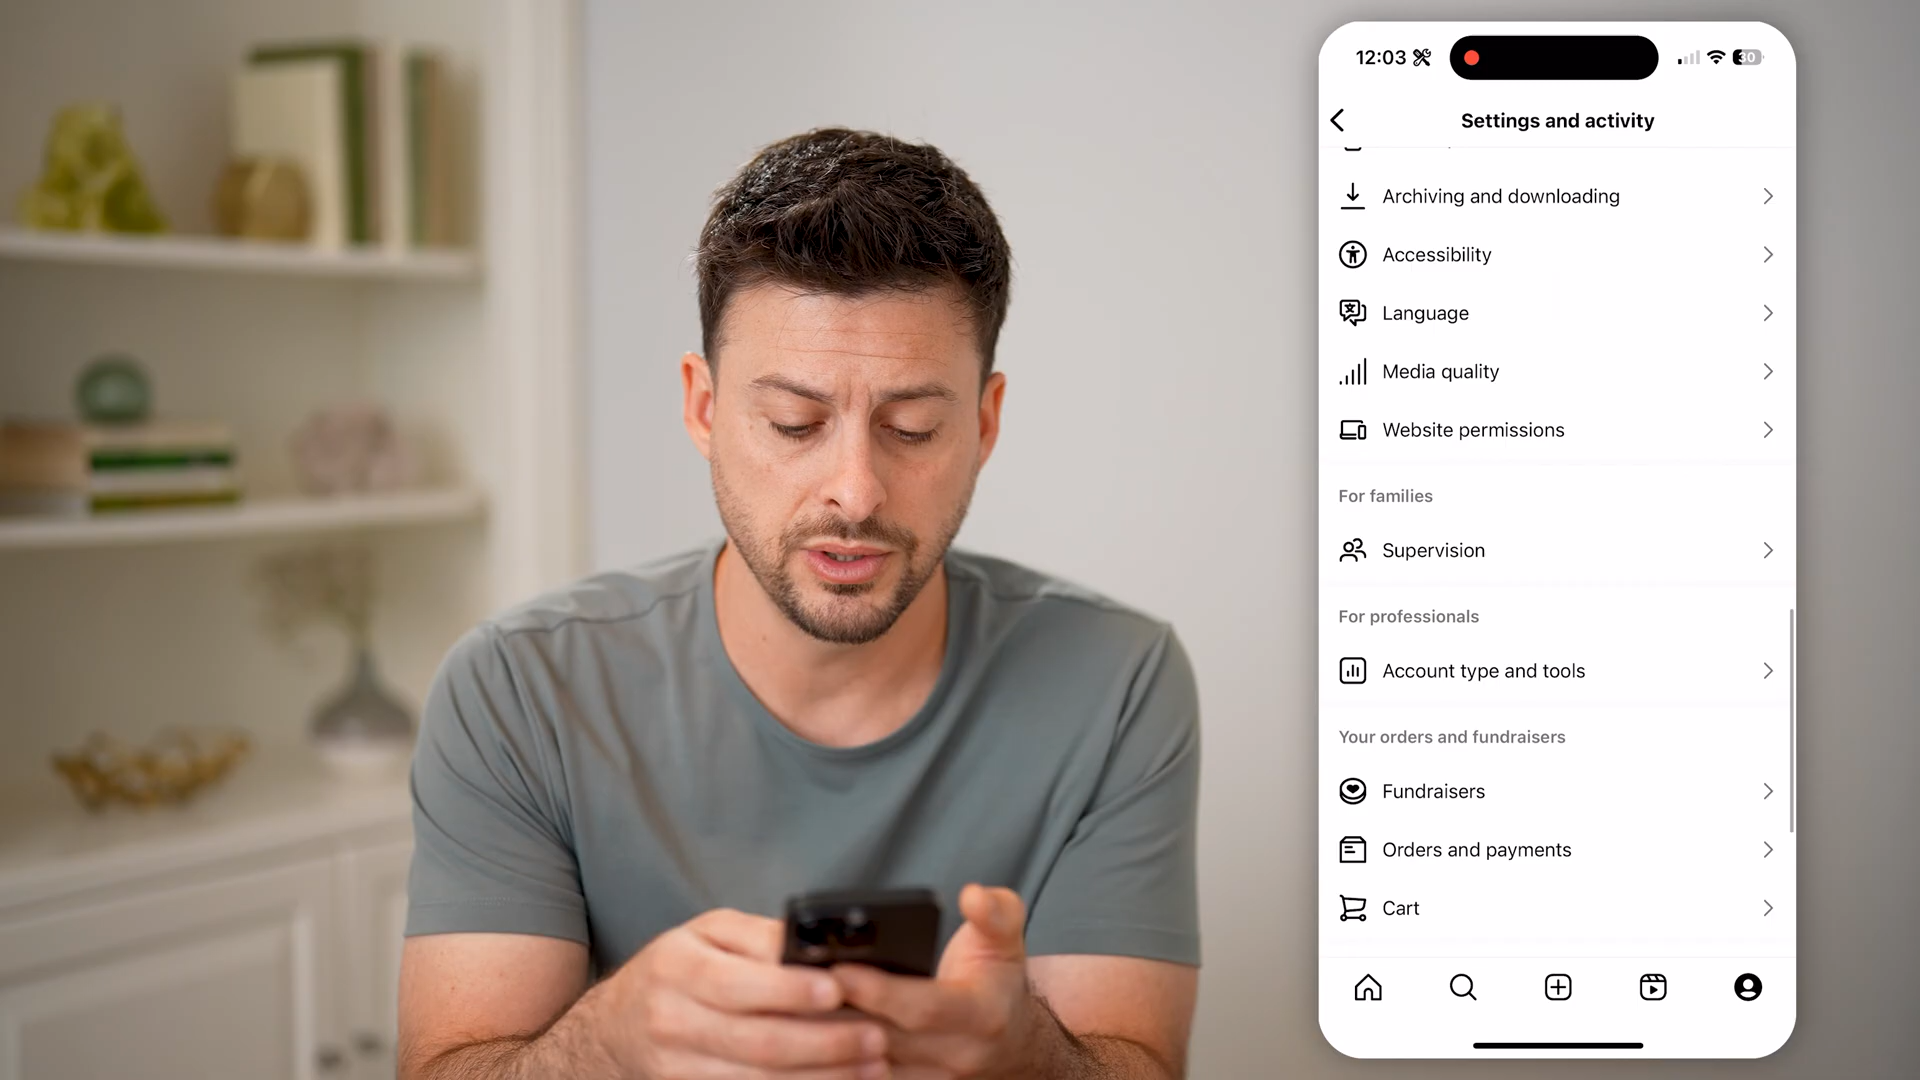 12:03
30
Settings and activity
Archiving and downloading
Accessibility
Language
Media quality
Website permissions
For families
Supervision
For professionals
Account type and tools
Your orders and fundraisers
Fundraisers
Orders and payments
Cart